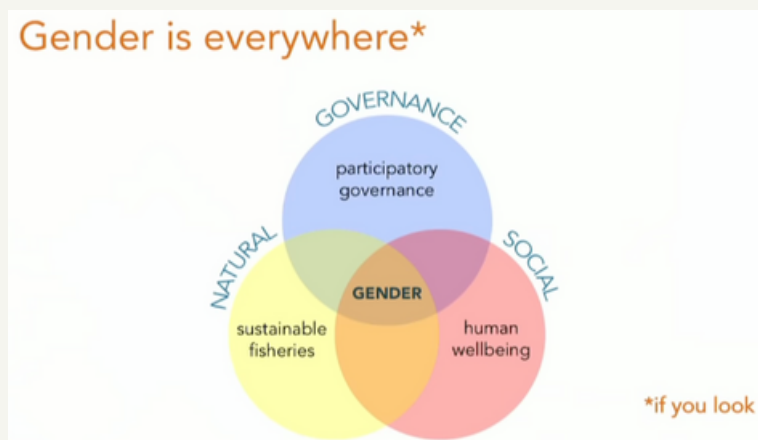 Gender is everywhere*
GOVERNANCE
participatory
governance
NATURAL
SOCIAL
GENDER
sustainable
fisheries
human
wellbeing
*if you look